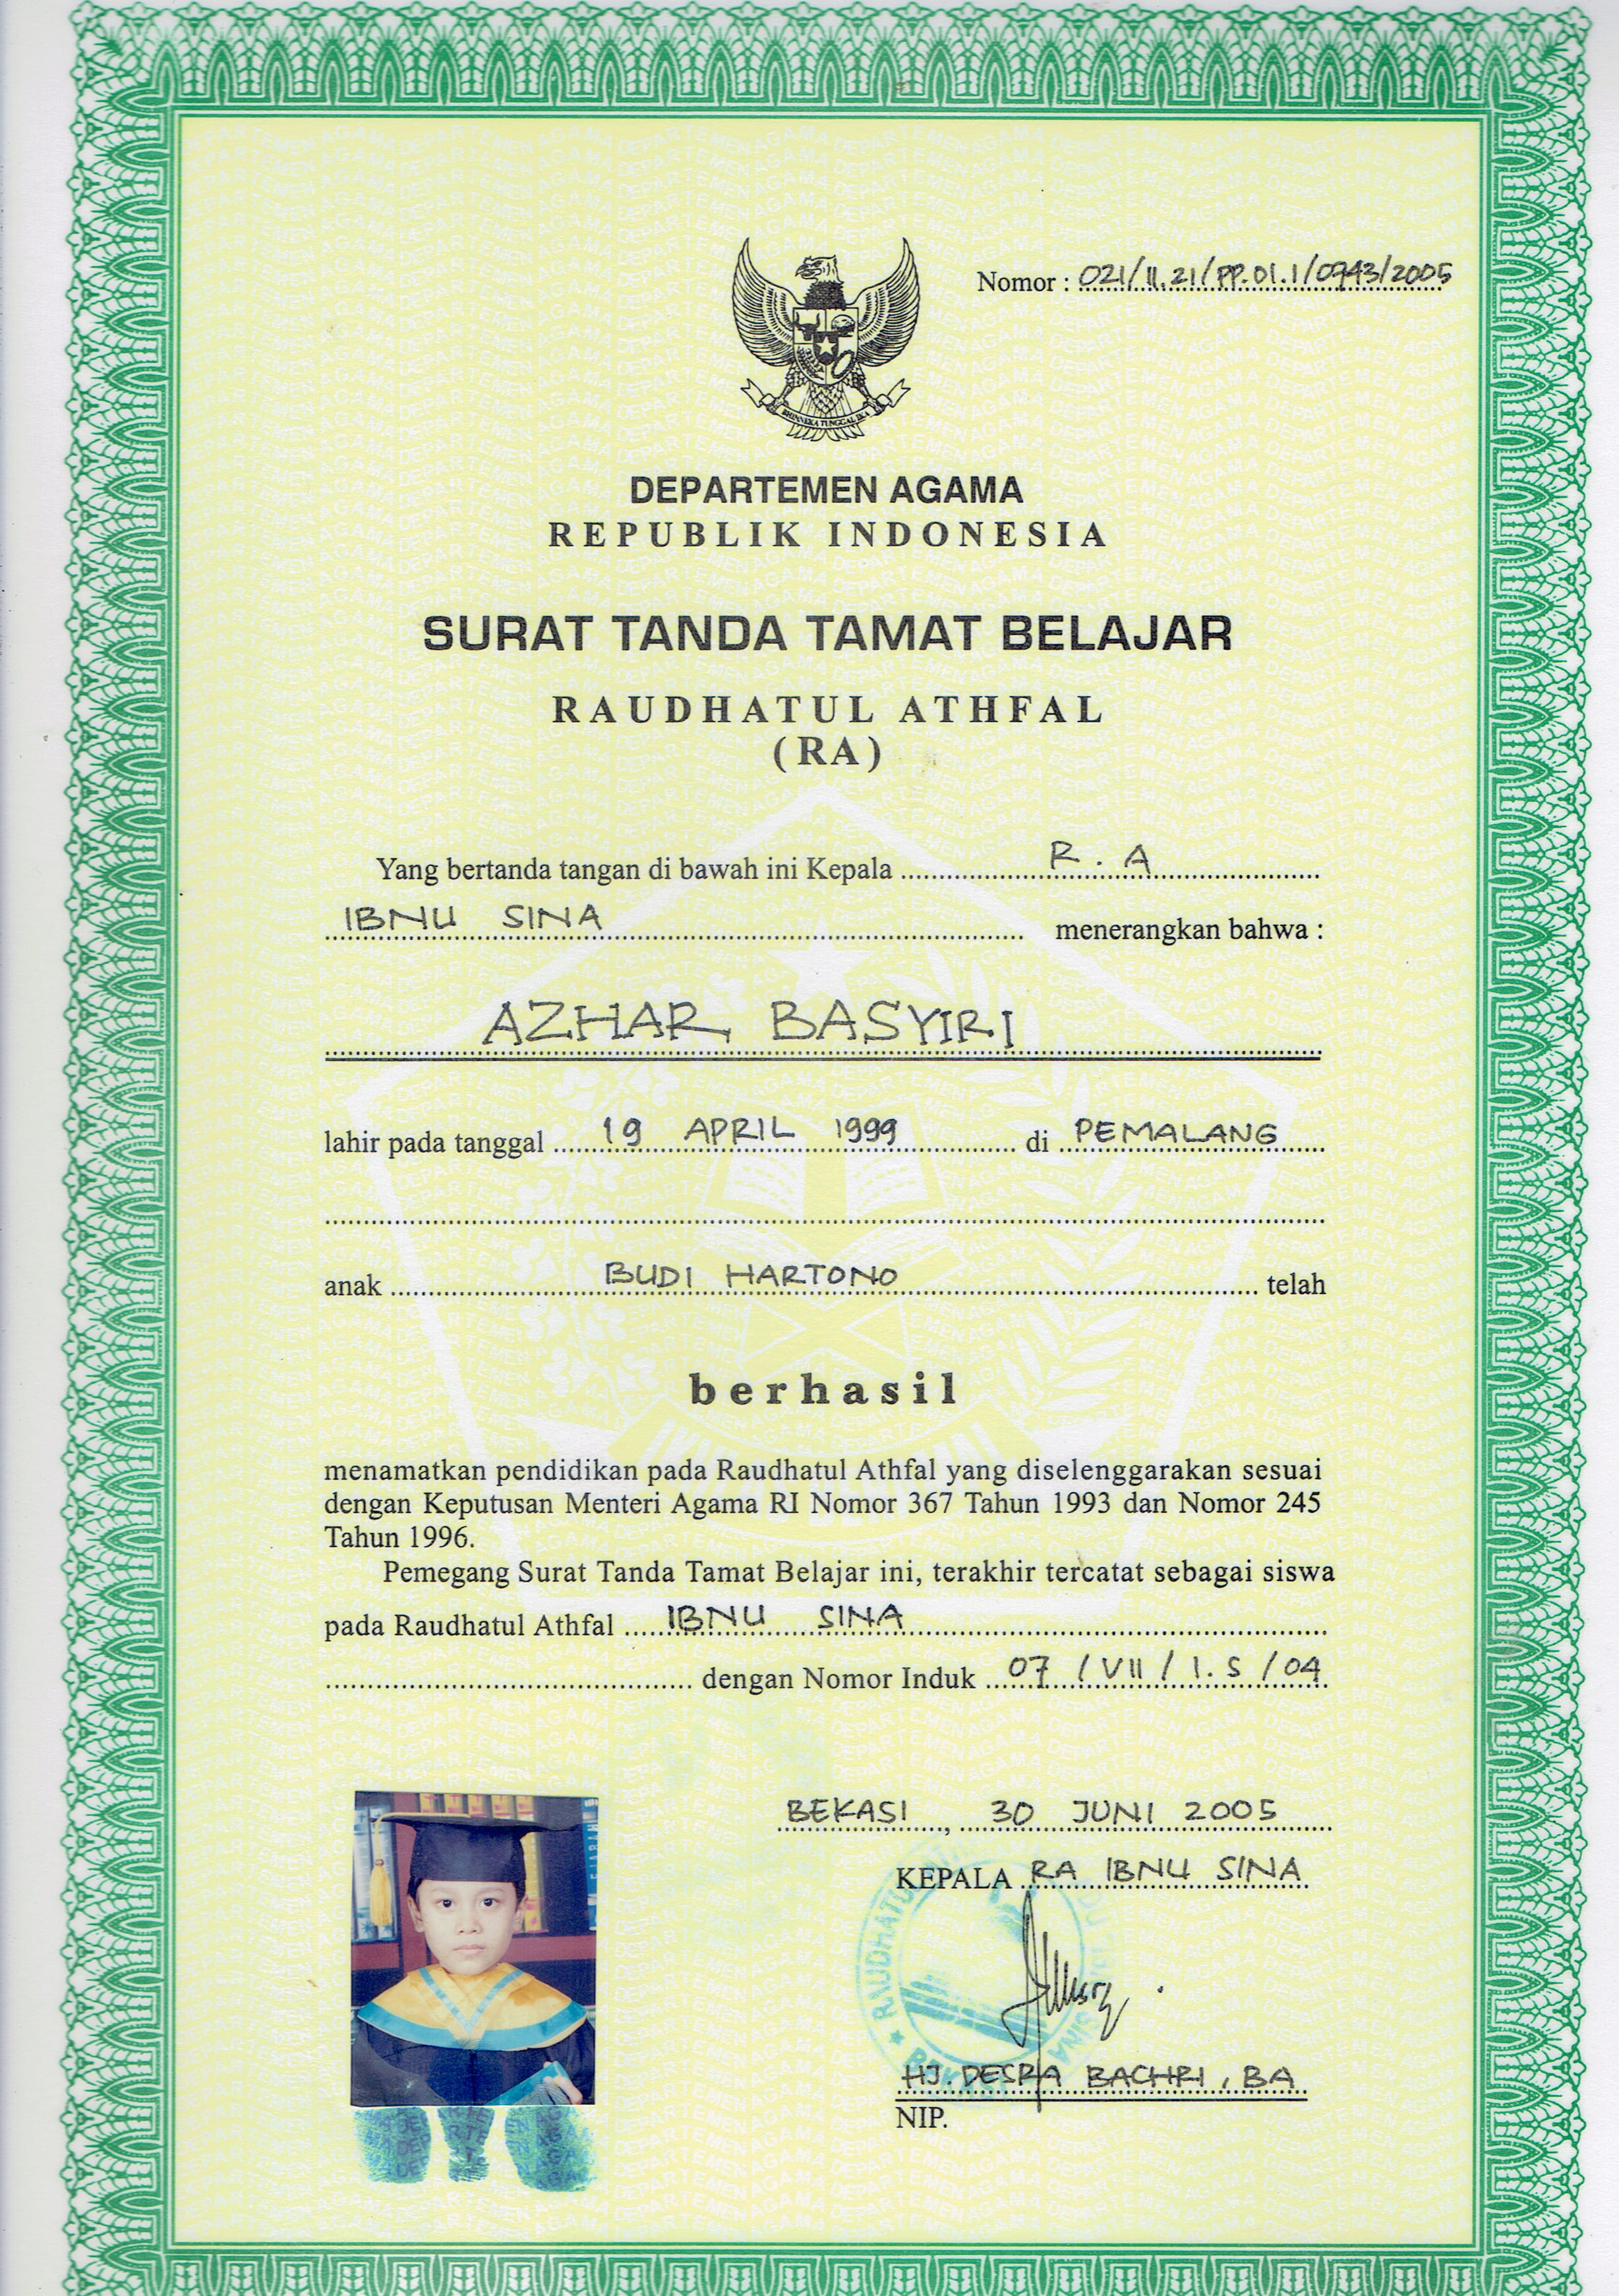 Nomor : 021/11.21/PP.01.1/0943/2005
BHINNEKA TUNGGAL IKA
DEPARTEMEN AGAMA
REPUBLIK INDONESIA
SURAT TANDA TAMAT BELAJAR
RAUDHATUL ATHFAL
(RA)
Yang bertanda tangan di bawah ini Kepala R.A
IBNU SINA menerangkan bahwa :
AZHAR BASYIRI
lahir pada tanggal 19 APRIL 1999 di PEMALANG
anak BUDI HARTONO telah
berhasil
menamatkan pendidikan pada Raudhatul Athfal yang diselenggarakan sesuai
dengan Keputusan Menteri Agama RI Nomor 367 Tahun 1993 dan Nomor 245
Tahun 1996.
Pemegang Surat Tanda Tamat Belajar ini, terakhir tercatat sebagai siswa
pada Raudhatul Athfal IBNU SINA
dengan Nomor Induk 07 / VII / I.S / 04
BEKASI, 30 JUNI 2005
KEPALA RA IBNU SINA
HJ. DESRA BACHRI, BA
NIP.